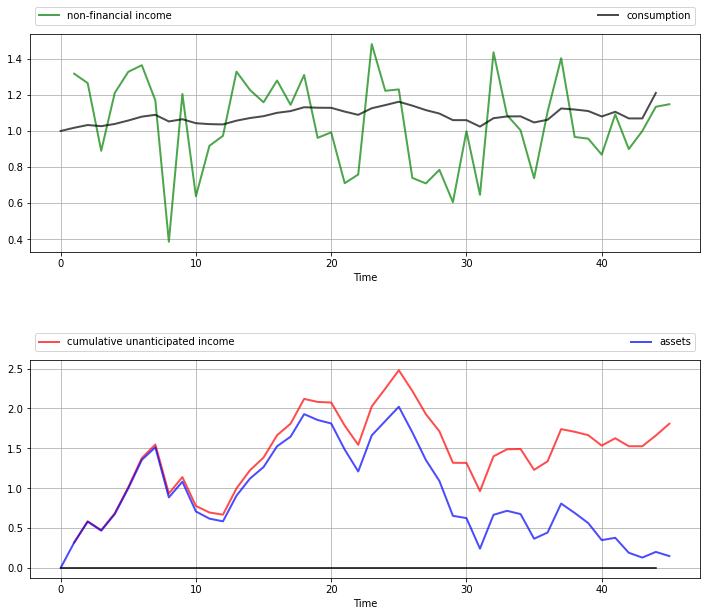 non-financial income consumption
1.4
1.2
1.0
0.8
0.6
0.4
0 10 20 30 40
Time
cumulative unanticipated income assets
2.5
2.0
1.5
1.0
0.5
0.0
0 10 20 30 40
Time